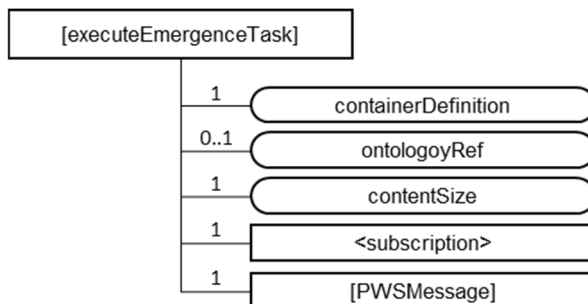 [executeEmergenceTask]
1
containerDefinition
0..1
ontologoyRef
1
contentSize
1
<subscription>
1
[PWSMessage]